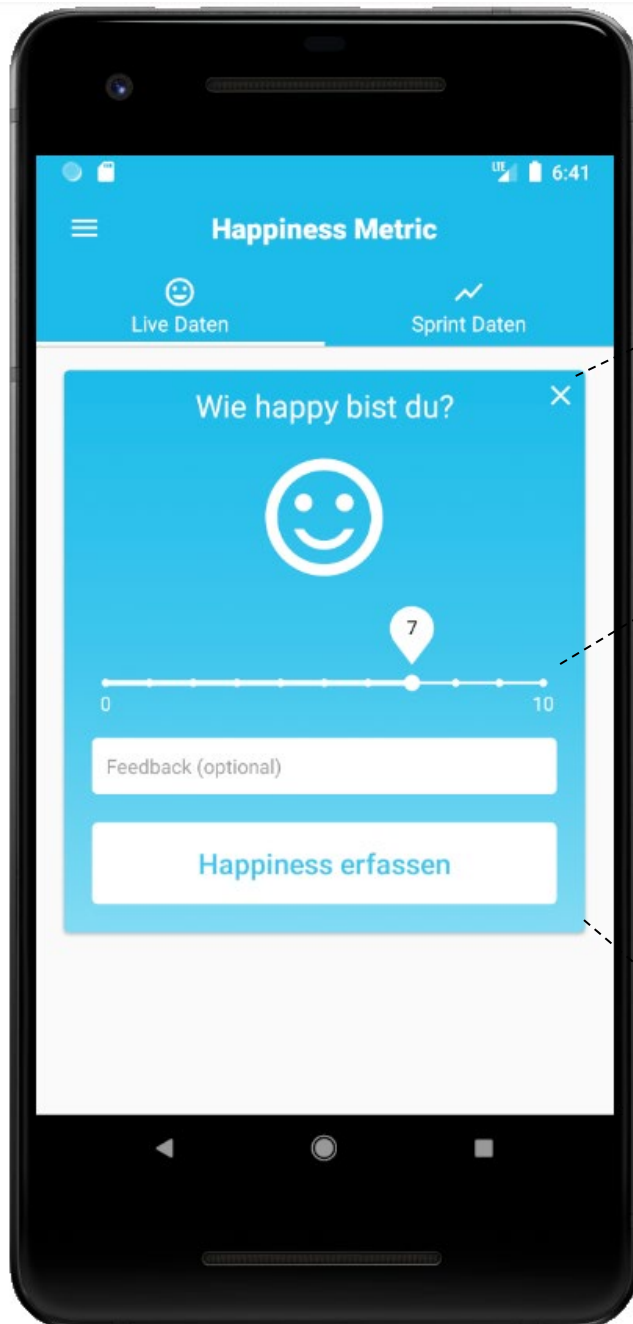 LTE 6:41
Happiness Metric
Live Daten Sprint Daten
Wie happy bist du?
7
0 10
Feedback (optional)
Happiness erfassen